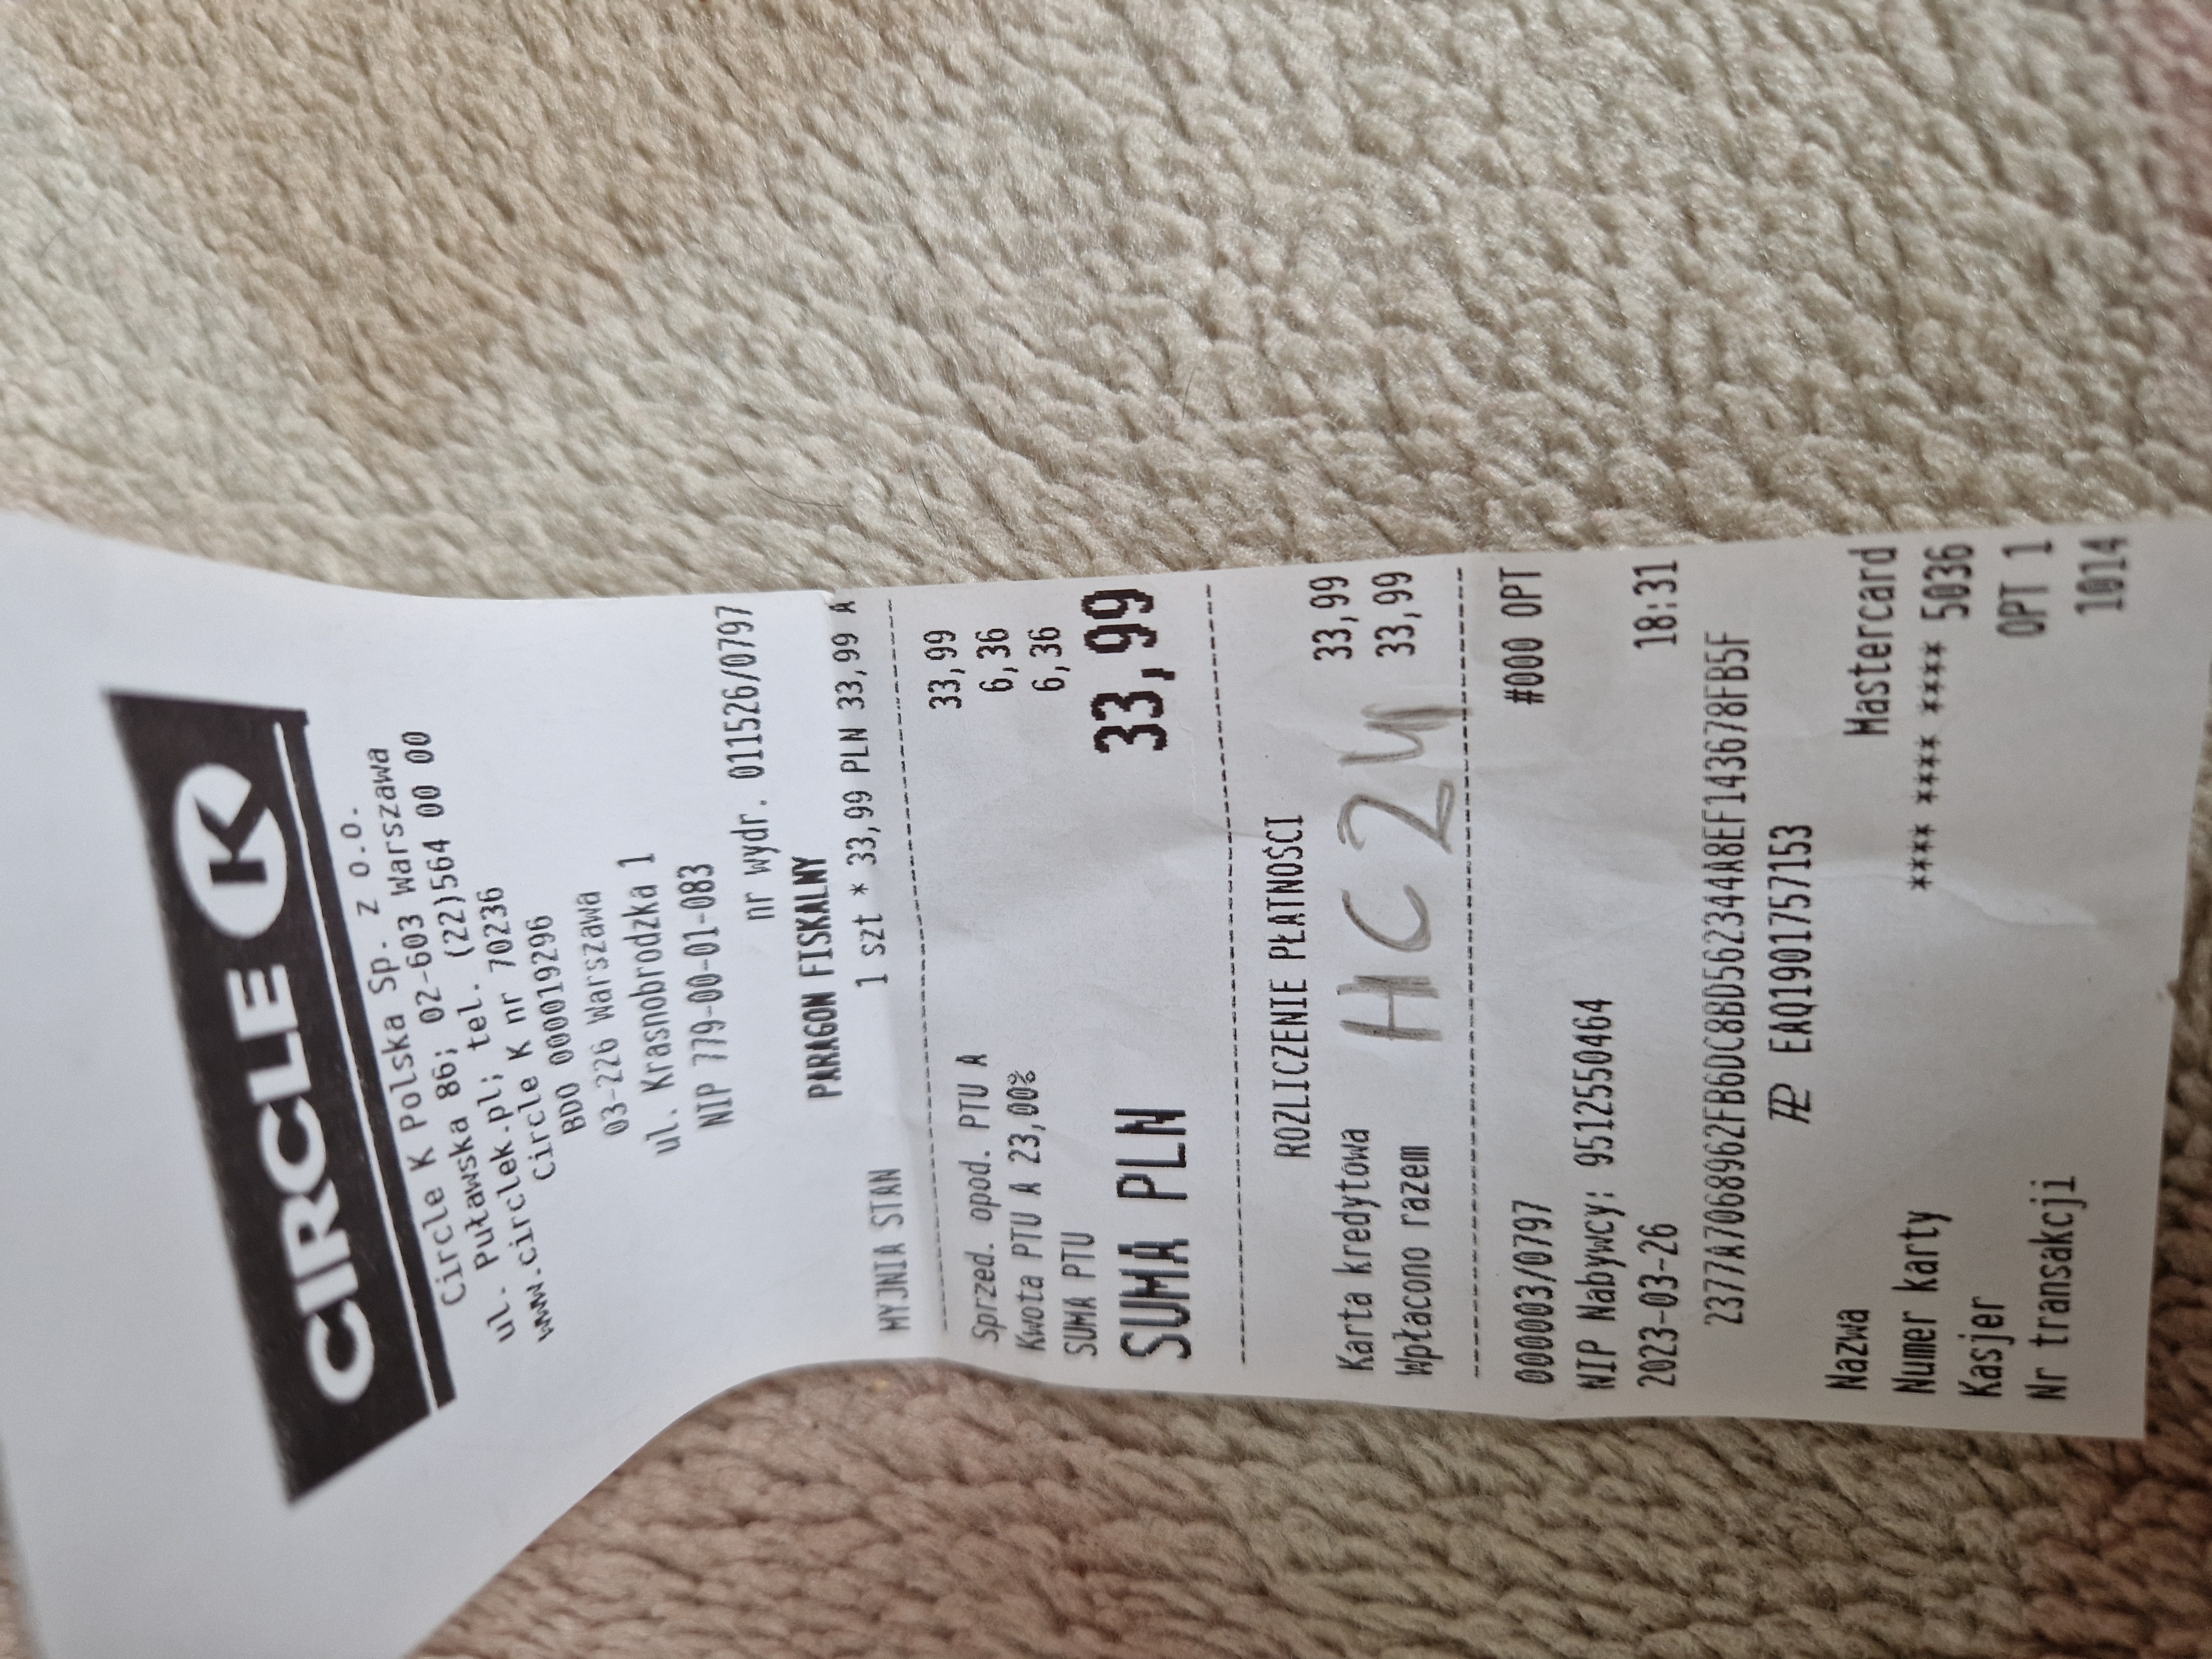 CIRCLE K
Circle K Polska Sp. z o.o.
ul. Puławska 86; 02-603 Warszawa
www.circlek.pl; tel. (22)564 00 00
Circle K nr 70236
BDO 000019296
03-226 Warszawa
ul. Krasnobrodzka 1
NIP 779-00-01-083
nr wydr. 011526/0797
PARAGON FISKALNY
MYJNIA STAN 1 szt * 33,99 PLN 33,99 A
Sprzed. opod. PTU A 33,99
Kwota PTU A 23,00% 6,36
SUMA PTU 6,36
SUMA PLN 33,99
ROZLICZENIE PŁATNOŚCI
Karta kredytowa 33,99
HC24
Wpłacono razem 33,99
000003/0797 #000 OPT
NIP Nabywcy: 9512550464
2023-03-26 18:31
2377A7068962FB6DC8BD562344A8EF143678FB5F
PL EAQ1901757153
Nazwa Mastercard
Numer karty **** **** **** 5036
Kasjer OPT 1
Nr transakcji 1014